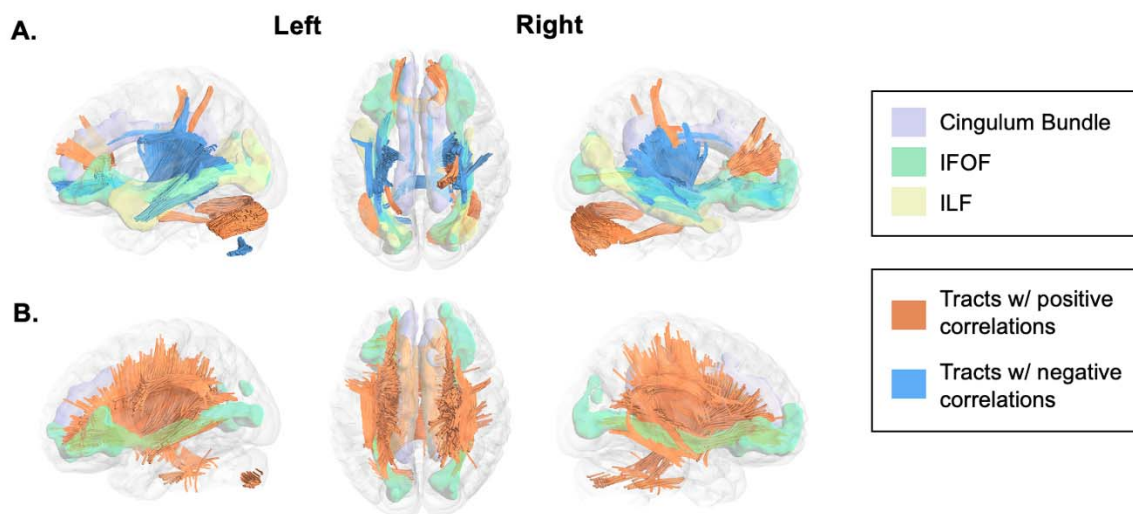 A.
Left
Right
Cingulum Bundle
IFOF
ILF
B.
Tracts w/ positive
correlations
Tracts w/ negative
correlations